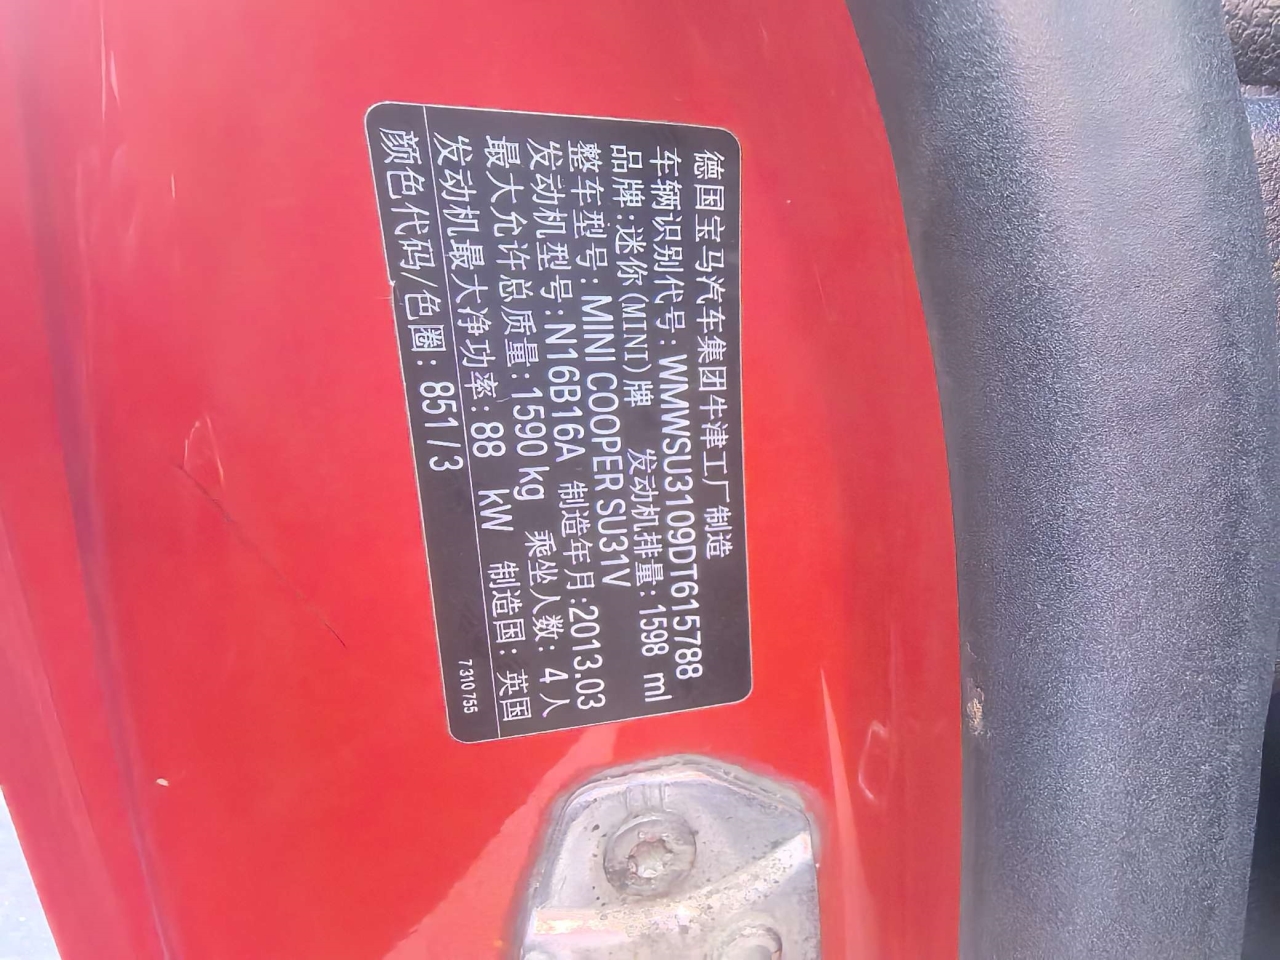 德国宝马汽车集团牛津工厂制造
车辆识别代号：WMWSU3109DT615788
品牌：迷你(MINI)牌 发动机排量：1598 ml
整车型号：MINI COOPER SU31V
发动机型号：N16B16A 制造年月：2013.03
最大允许总质量：1590 kg 乘坐人数：4人
发动机最大净功率：88 kW 制造国：英国
颜色代码/色圈：851/3 7310755